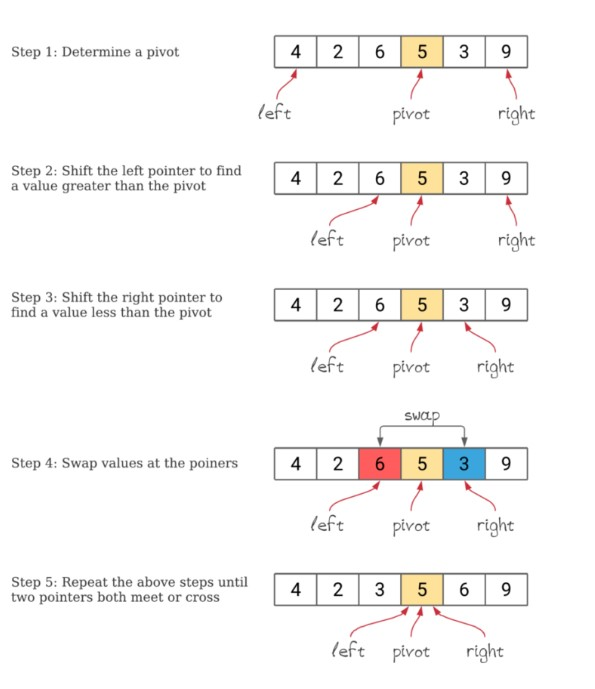 Step 1: Determine a pivot
4 2 6 5 3 9
left pivot right
Step 2: Shift the left pointer to find
a value greater than the pivot
4 2 6 5 3 9
left pivot right
Step 3: Shift the right pointer to
find a value less than the pivot
4 2 6 5 3 9
left pivot right
swap
Step 4: Swap values at the poiners
4 2 6 5 3 9
left pivot right
Step 5: Repeat the above steps until
two pointers both meet or cross
4 2 3 5 6 9
left pivot right